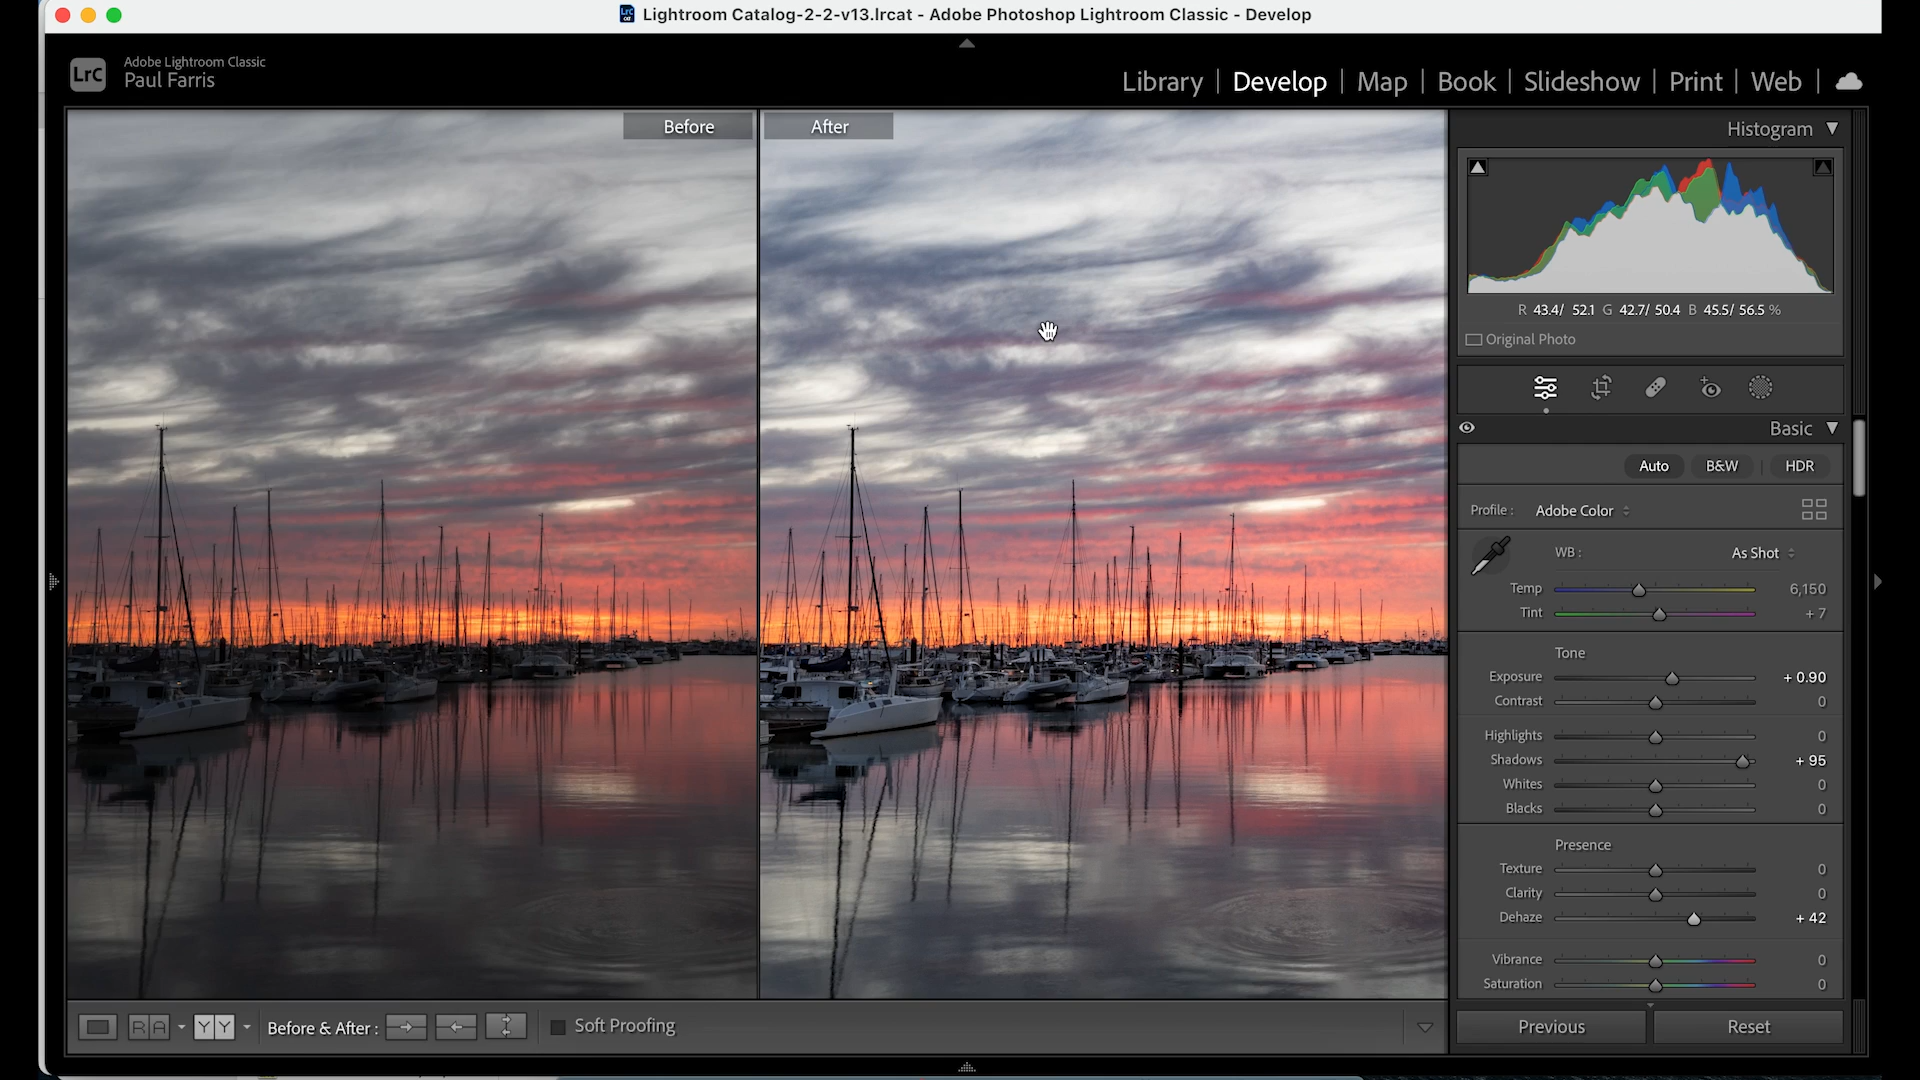 Lightroom Catalog-2-2-v13.lrcat - Adobe Photoshop Lightroom Classic - Develop
LrC
Adobe Lightroom Classic
Paul Farris
Library | Develop | Map | Book | Slideshow | Print | Web |
Before
After
Histogram
R 43.4/ 52.1 G 42.7/ 50.4 B 45.5/ 56.5 %
Original Photo
Basic
Auto B&W | HDR
Profile : Adobe Color
WB : As Shot
Temp 6,150
Tint + 7
Tone
Exposure + 0.90
Contrast 0
Highlights 0
Shadows + 95
Whites 0
Blacks 0
Presence
Texture 0
Clarity 0
Dehaze + 42
Vibrance 0
Saturation 0
R A
Y Y
Before & After :
Soft Proofing
Previous
Reset